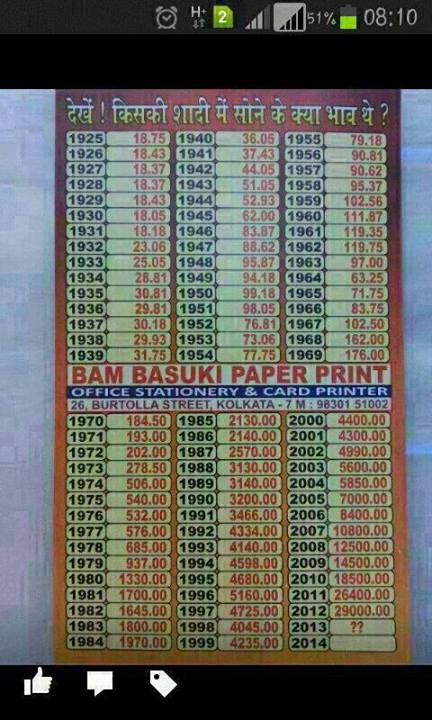 H+ 2 51% 08:10
देखें ! किसकी शादी में सोने के क्या भाव थे ?
1925 18.75 1940 36.05 1955 79.18
1926 18.43 1941 37.43 1956 90.81
1927 18.37 1942 44.05 1957 90.62
1928 18.37 1943 51.05 1958 95.37
1929 18.43 1944 52.93 1959 102.56
1930 18.05 1945 62.00 1960 111.87
1931 18.18 1946 83.87 1961 119.35
1932 23.06 1947 88.62 1962 119.75
1933 25.05 1948 95.87 1963 97.00
1934 28.81 1949 94.18 1964 63.25
1935 30.81 1950 99.18 1965 71.75
1936 29.81 1951 98.05 1966 83.75
1937 30.18 1952 76.81 1967 102.50
1938 29.93 1953 73.06 1968 162.00
1939 31.75 1954 77.75 1969 176.00
BAM BASUKI PAPER PRINT
OFFICE STATIONERY & CARD PRINTER
26, BURTOLLA STREET, KOLKATA - 7 M : 98301 51002
1970 184.50 1985 2130.00 2000 4400.00
1971 193.00 1986 2140.00 2001 4300.00
1972 202.00 1987 2570.00 2002 4990.00
1973 278.50 1988 3130.00 2003 5600.00
1974 506.00 1989 3140.00 2004 5850.00
1975 540.00 1990 3200.00 2005 7000.00
1976 532.00 1991 3466.00 2006 8400.00
1977 576.00 1992 4334.00 2007 10800.00
1978 685.00 1993 4140.00 2008 12500.00
1979 937.00 1994 4598.00 2009 14500.00
1980 1330.00 1995 4680.00 2010 18500.00
1981 1700.00 1996 5160.00 2011 26400.00
1982 1645.00 1997 4725.00 2012 29000.00
1983 1800.00 1998 4045.00 2013 ??
1984 1970.00 1999 4235.00 2014